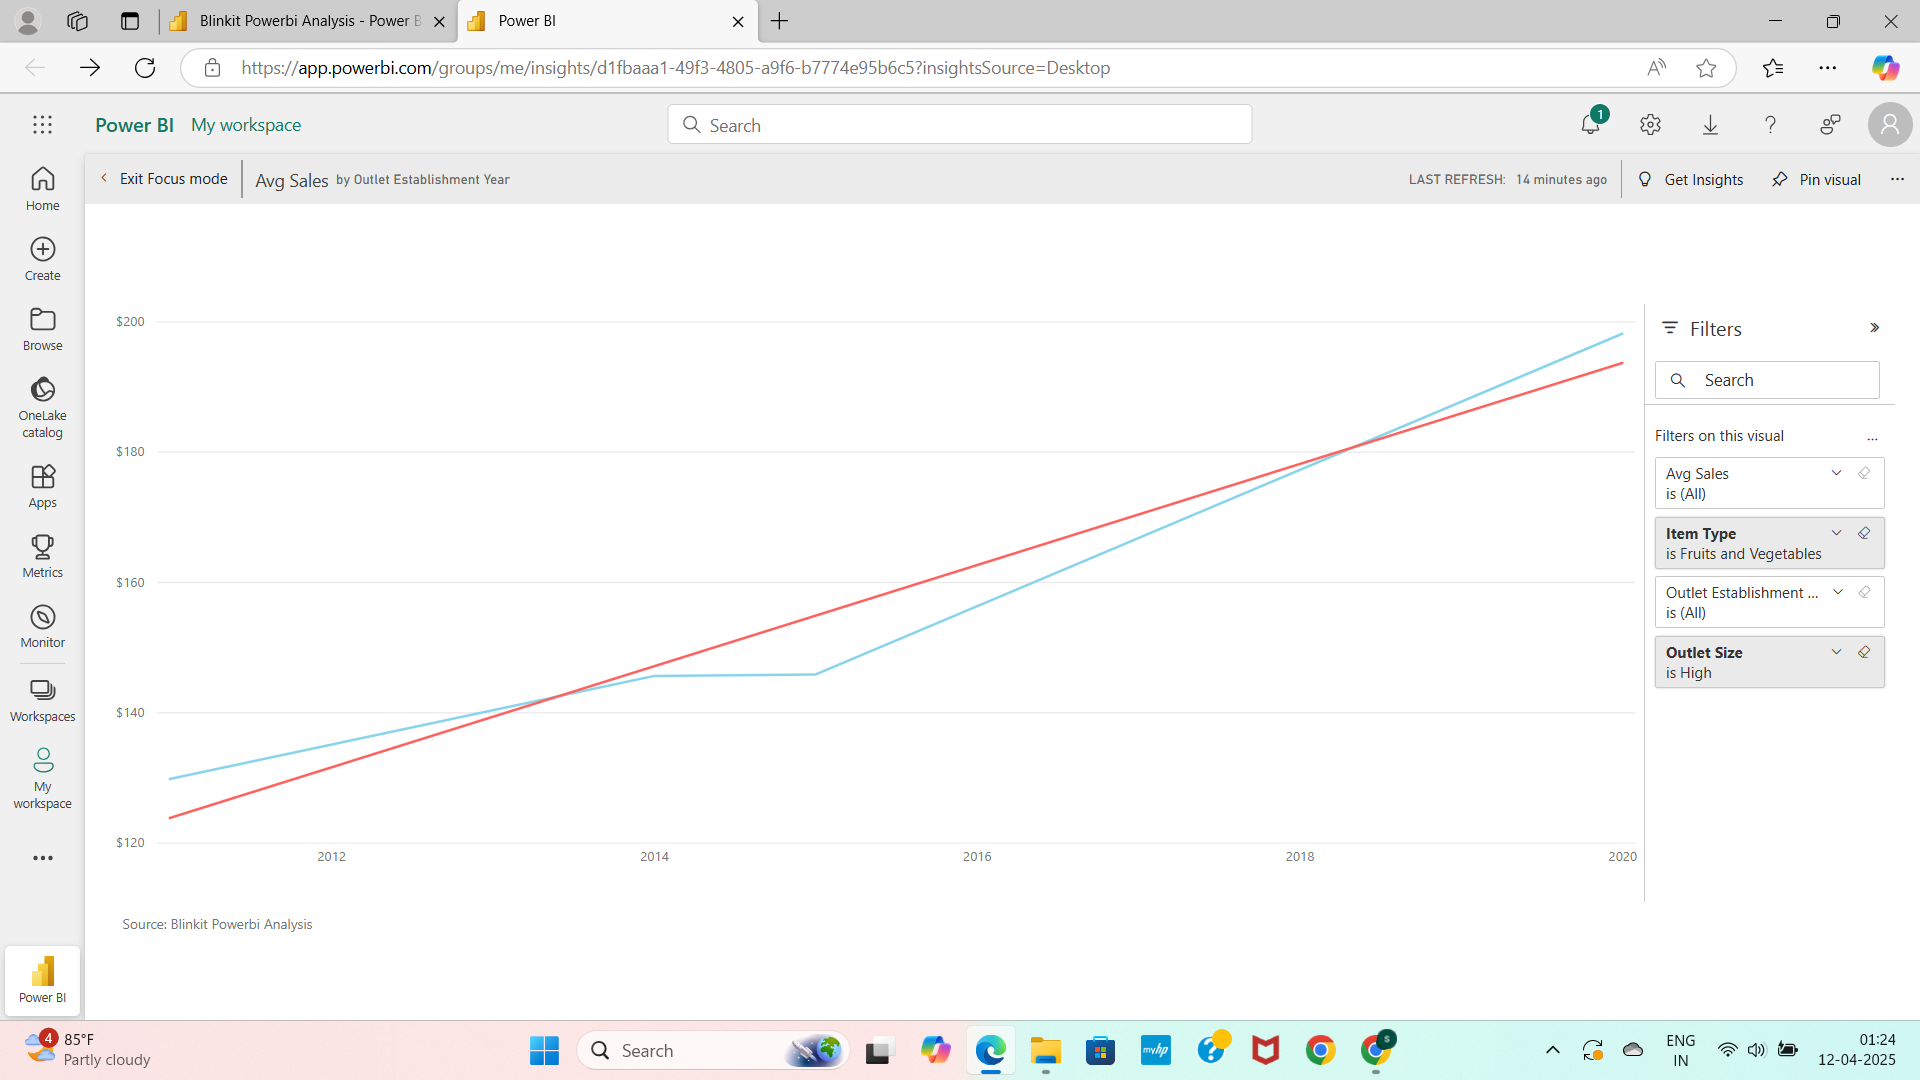 Blinkit Powerbi Analysis - Power B
Power BI
https://app.powerbi.com/groups/me/insights/d1fbaaa1-49f3-4805-a9f6-b7774e95b6c5?insightsSource=Desktop
Power BI My workspace
Search
1
Exit Focus mode
Avg Sales by Outlet Establishment Year
LAST REFRESH: 14 minutes ago
Get Insights
Pin visual
Home
Create
Browse
OneLake
catalog
Apps
Metrics
Monitor
Workspaces
My
workspace
Power BI
$200
$180
$160
$140
$120
2012
2014
2016
2018
2020
Source: Blinkit Powerbi Analysis
Filters
Search
Filters on this visual
Avg Sales
is (All)
Item Type
is Fruits and Vegetables
Outlet Establishment ...
is (All)
Outlet Size
is High
4
85°F
Partly cloudy
Search
myhp
S
ENG
IN
01:24
12-04-2025